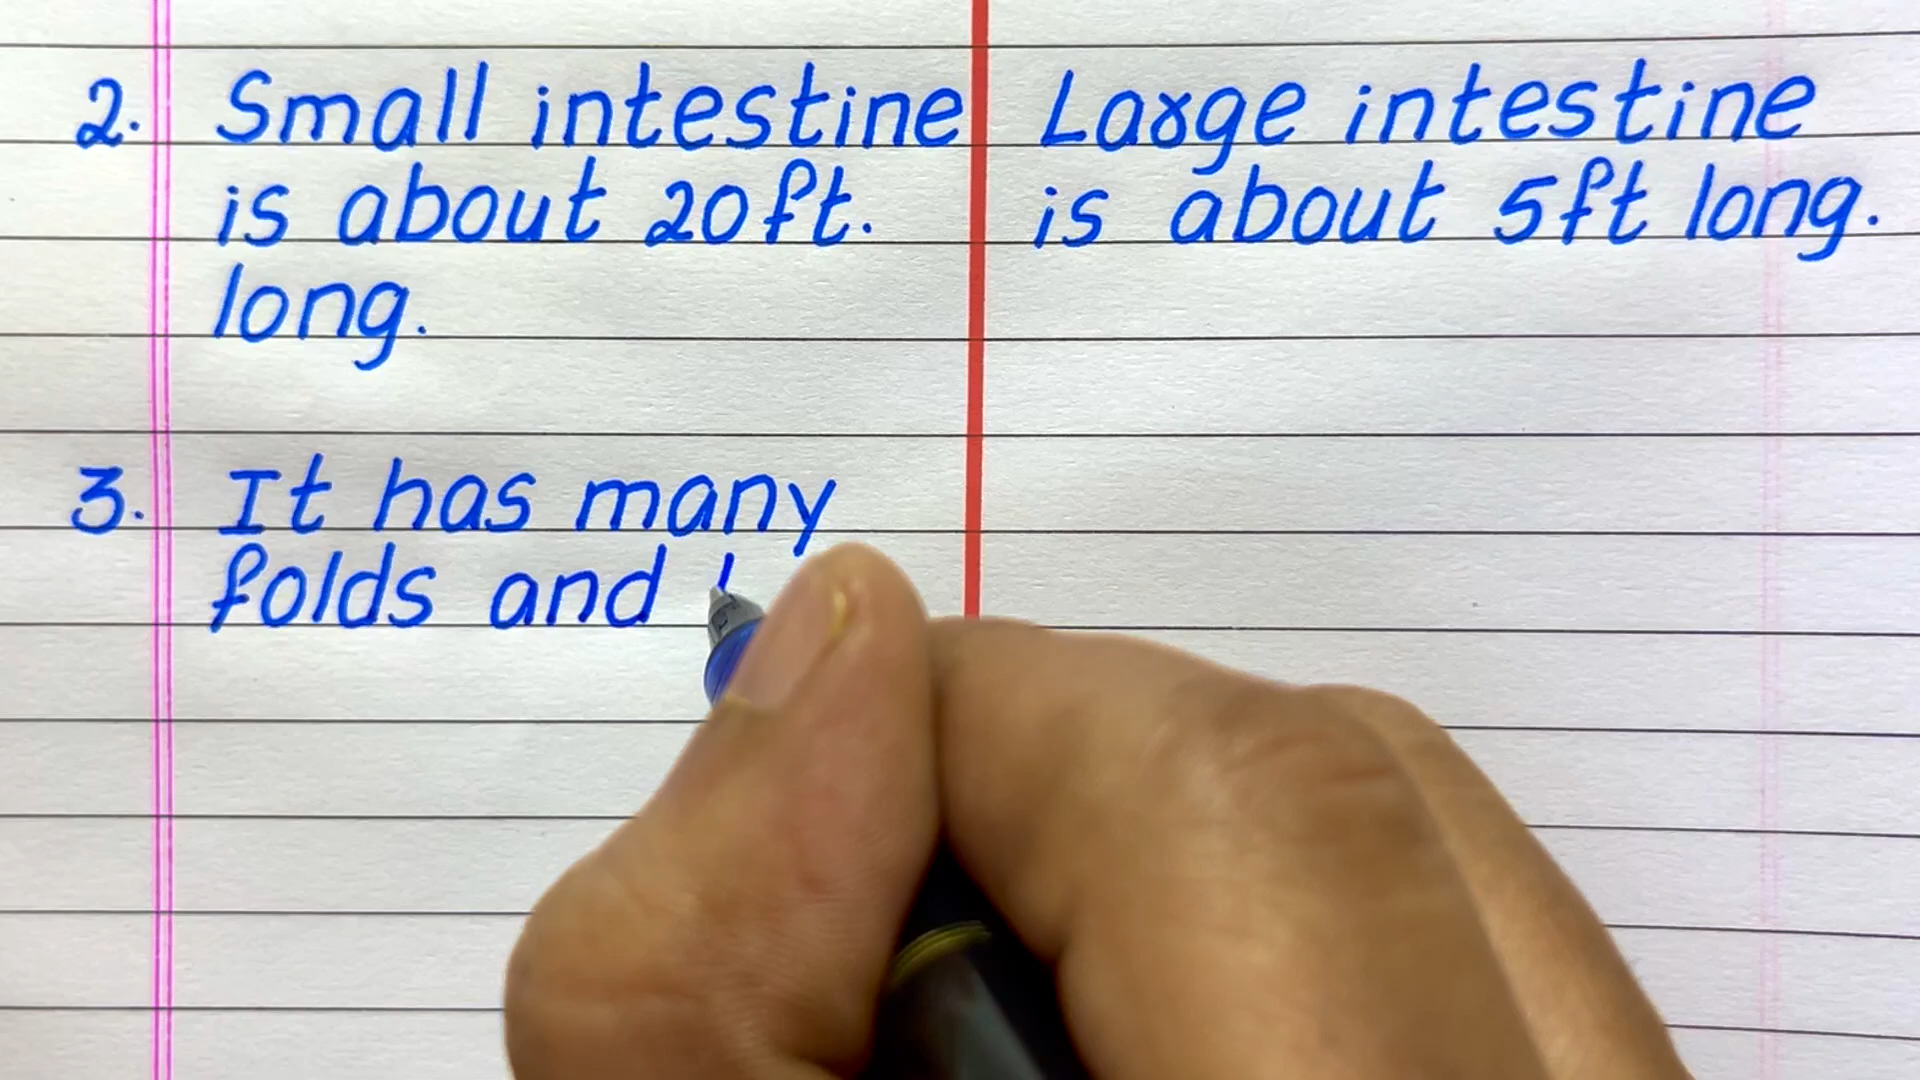 2. Small intestine
is about 20ft.
long.
Large intestine
is about 5ft long.
3. It has many
folds and